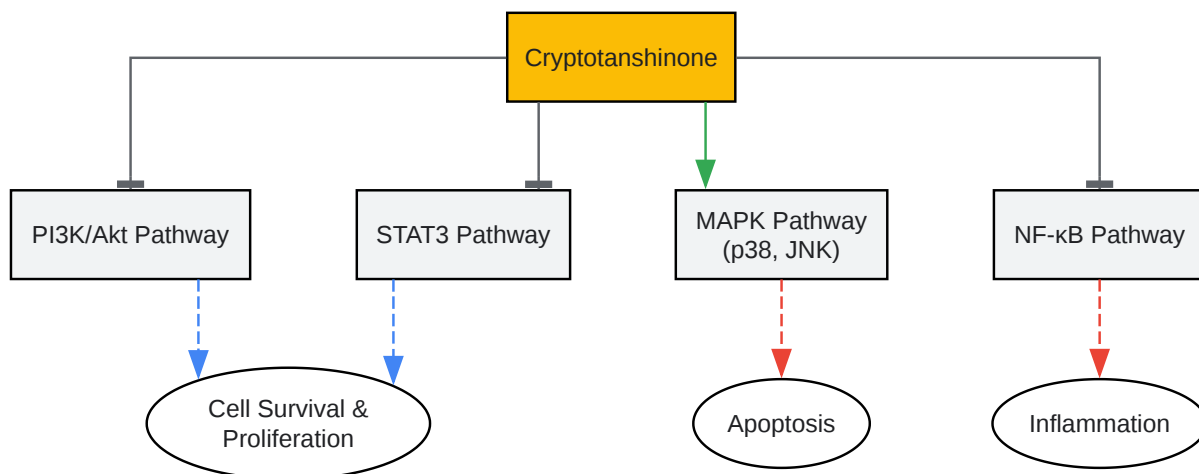 Cryptotanshinone
PI3K/Akt Pathway
STAT3 Pathway
MAPK Pathway
(p38, JNK)
NF-κB Pathway
Cell Survival &
Proliferation
Apoptosis
Inflammation